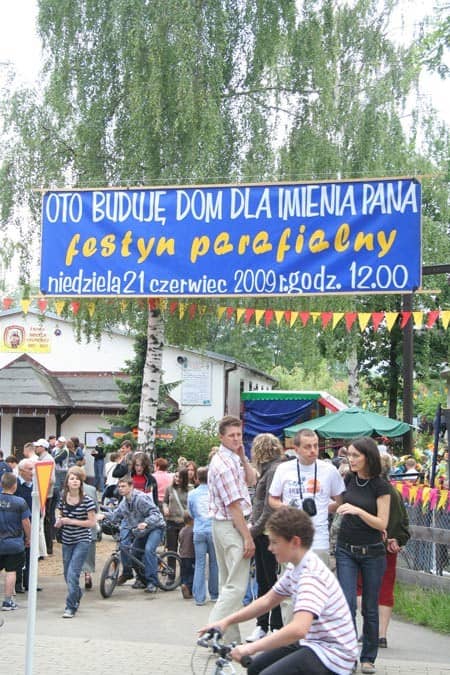 OTO BUDUJĘ DOM DLA IMIENIA PANA
festyn parafialny
niedziela 21 czerwiec 2009 r. godz. 12.00